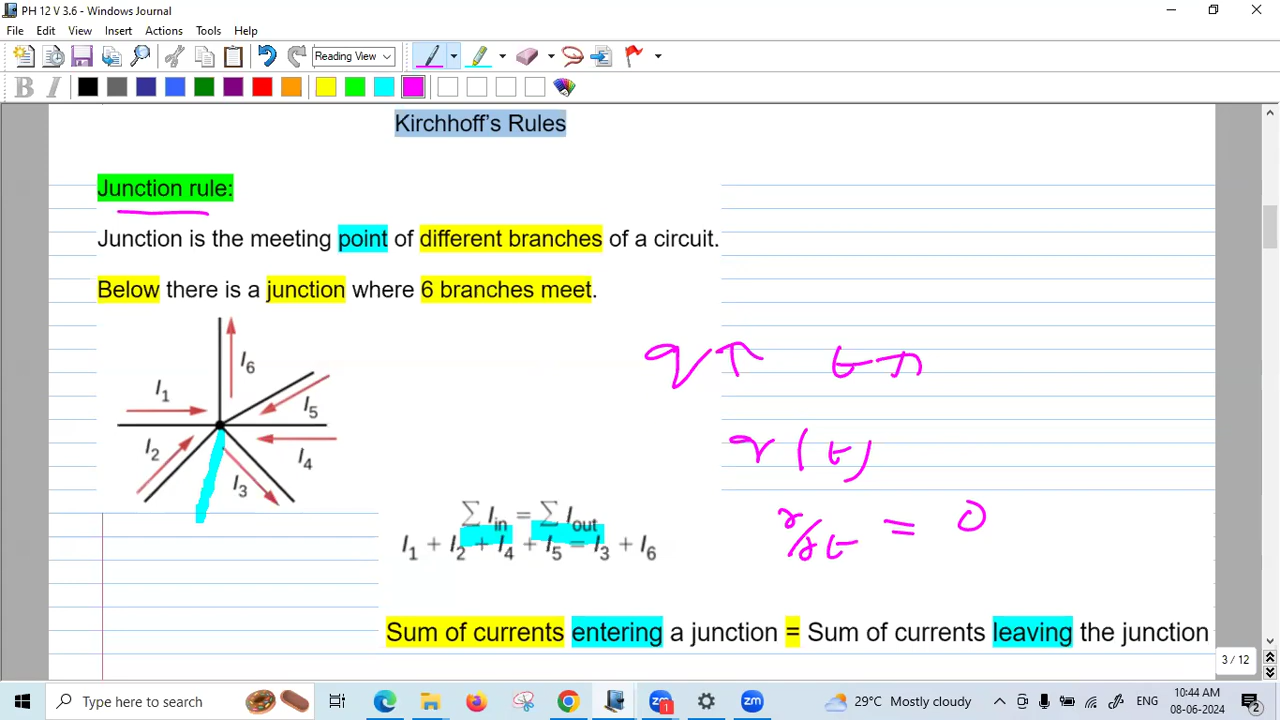 PH 12 V 3.6 - Windows Journal
File Edit View Insert Actions Tools Help
Reading View
B I
Kirchhoff's Rules
Junction rule:
Junction is the meeting point of different branches of a circuit.
Below there is a junction where 6 branches meet.
I6
I1
I5
I2
I4
I3
∑ Iin = ∑ Iout
I1 + I2 + I4 + I5 = I3 + I6
Sum of currents entering a junction = Sum of currents leaving the junction
q↑
= 0
3 / 12
Type here to search
29°C Mostly cloudy
ENG
10:44 AM
08-06-2024
1
zm
2